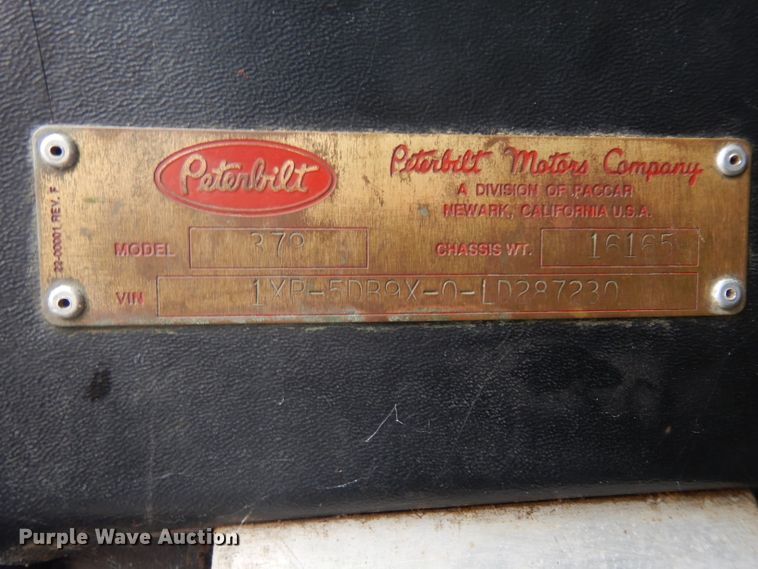 Peterbilt
Peterbilt Motors Company
A DIVISION OF PACCAR
NEWARK, CALIFORNIA U.S.A.
MODEL 379 CHASSIS WT. 16165
VIN 1XP-5DB9X-0-LD287230
22-00001 REV. F
Purple Wave Auction®